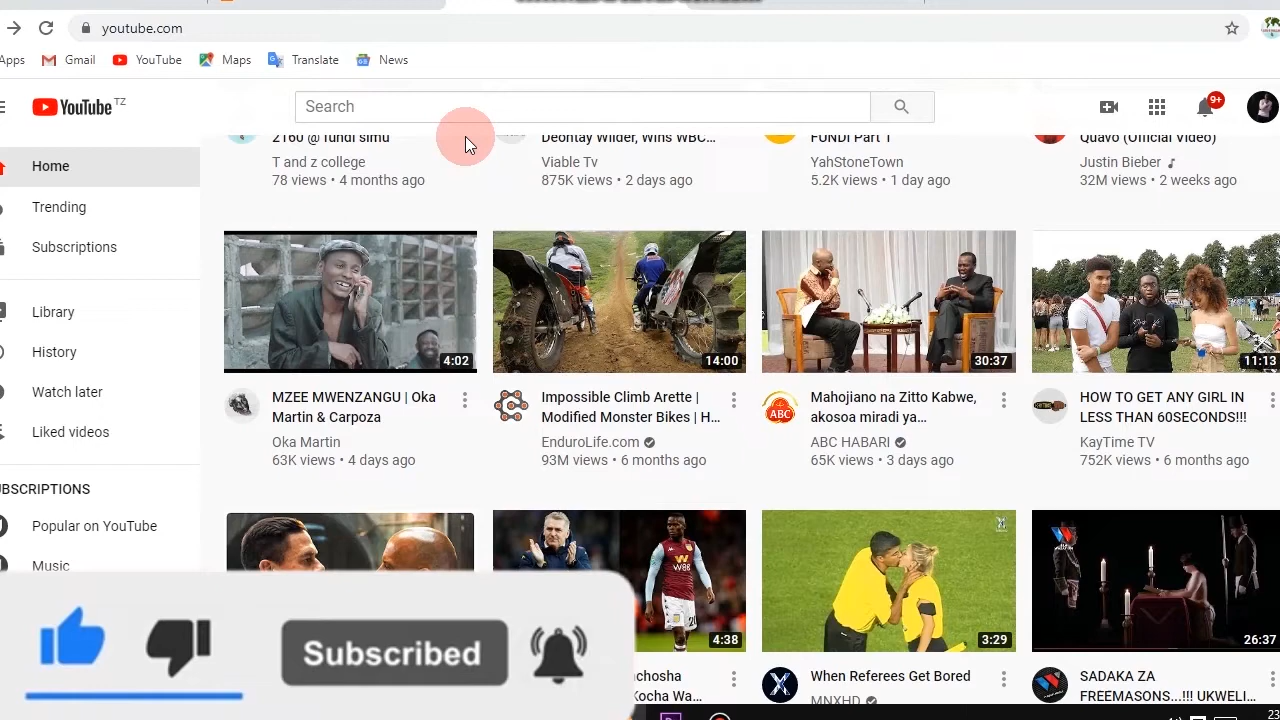 youtube.com
Apps
Gmail
YouTube
Maps
Translate
News
YouTube TZ
Search
9+
2160 @ fundi simu
Deontay Wilder, Wins WBC...
FUNDI Part 1
Quavo (Official Video)
T and z college
Viable Tv
YahStoneTown
Justin Bieber
78 views • 4 months ago
875K views • 2 days ago
5.2K views • 1 day ago
32M views • 2 weeks ago
Home
Trending
Subscriptions
Library
History
Watch later
Liked videos
UBSCRIPTIONS
Popular on YouTube
Music
4:02
14:00
30:37
11:13
MZEE MWENZANGU | Oka
Martin & Carpoza
Oka Martin
63K views • 4 days ago
Impossible Climb Arette |
Modified Monster Bikes | H...
EnduroLife.com
93M views • 6 months ago
ABC
Mahojiano na Zitto Kabwe,
akosoa miradi ya...
ABC HABARI
65K views • 3 days ago
HOW TO GET ANY GIRL IN
LESS THAN 60SECONDS!!!
KayTime TV
752K views • 6 months ago
W88
4:38
3:29
26:37
chosha
Kocha Wa...
When Referees Get Bored
MNXHD
SADAKA ZA
FREEMASONS...!!! UKWELI...
Subscribed
23